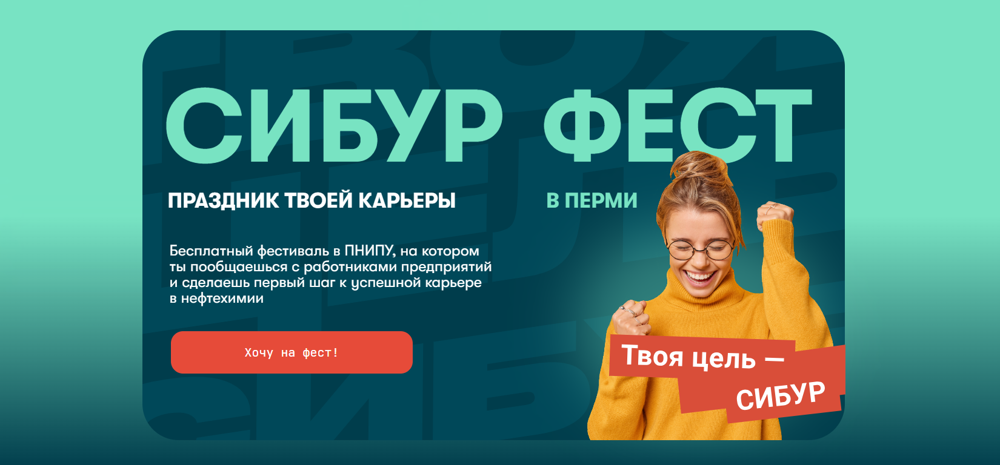 СИБУР ФЕСТ
ПРАЗДНИК ТВОЕЙ КАРЬЕРЫ
В ПЕРМИ
Бесплатный фестиваль в ПНИПУ, на котором
ты пообщаешься с работниками предприятий
и сделаешь первый шаг к успешной карьере
в нефтехимии
Хочу на фест!
Твоя цель —
СИБУР